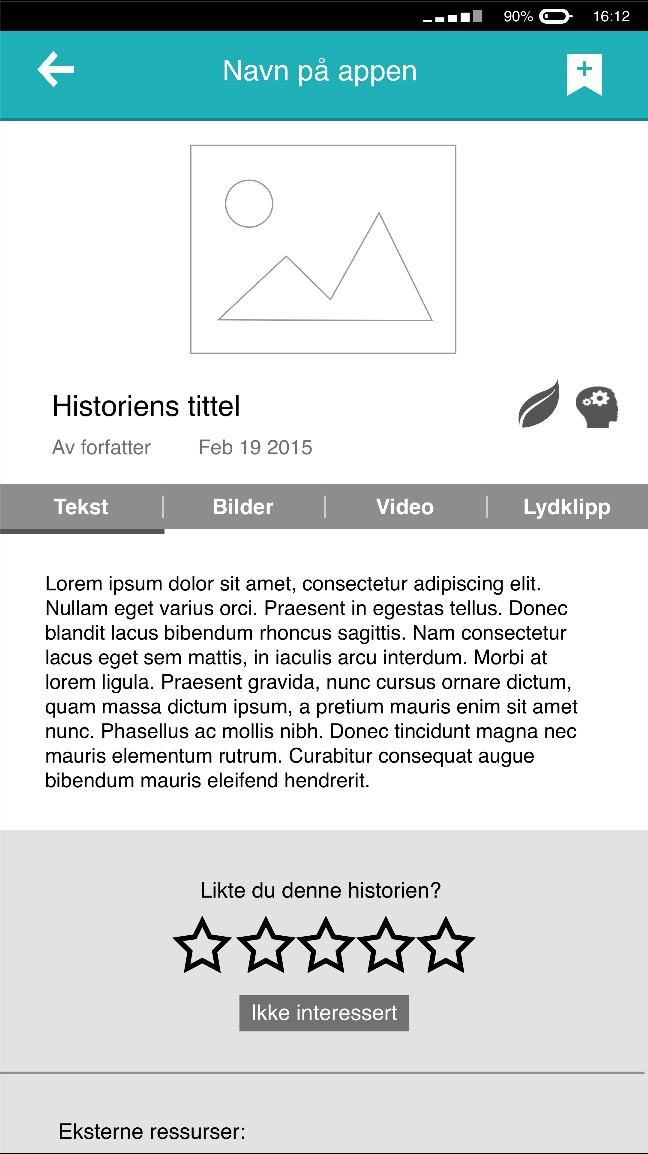 90% 16:12
Navn på appen
Historiens tittel
Av forfatter Feb 19 2015
Tekst Bilder Video Lydklipp
Lorem ipsum dolor sit amet, consectetur adipiscing elit.
Nullam eget varius orci. Praesent in egestas tellus. Donec
blandit lacus bibendum rhoncus sagittis. Nam consectetur
lacus eget sem mattis, in iaculis arcu interdum. Morbi at
lorem ligula. Praesent gravida, nunc cursus ornare dictum,
quam massa dictum ipsum, a pretium mauris enim sit amet
nunc. Phasellus ac mollis nibh. Donec tincidunt magna nec
mauris elementum rutrum. Curabitur consequat augue
bibendum mauris eleifend hendrerit.
Likte du denne historien?
Ikke interessert
Eksterne ressurser: